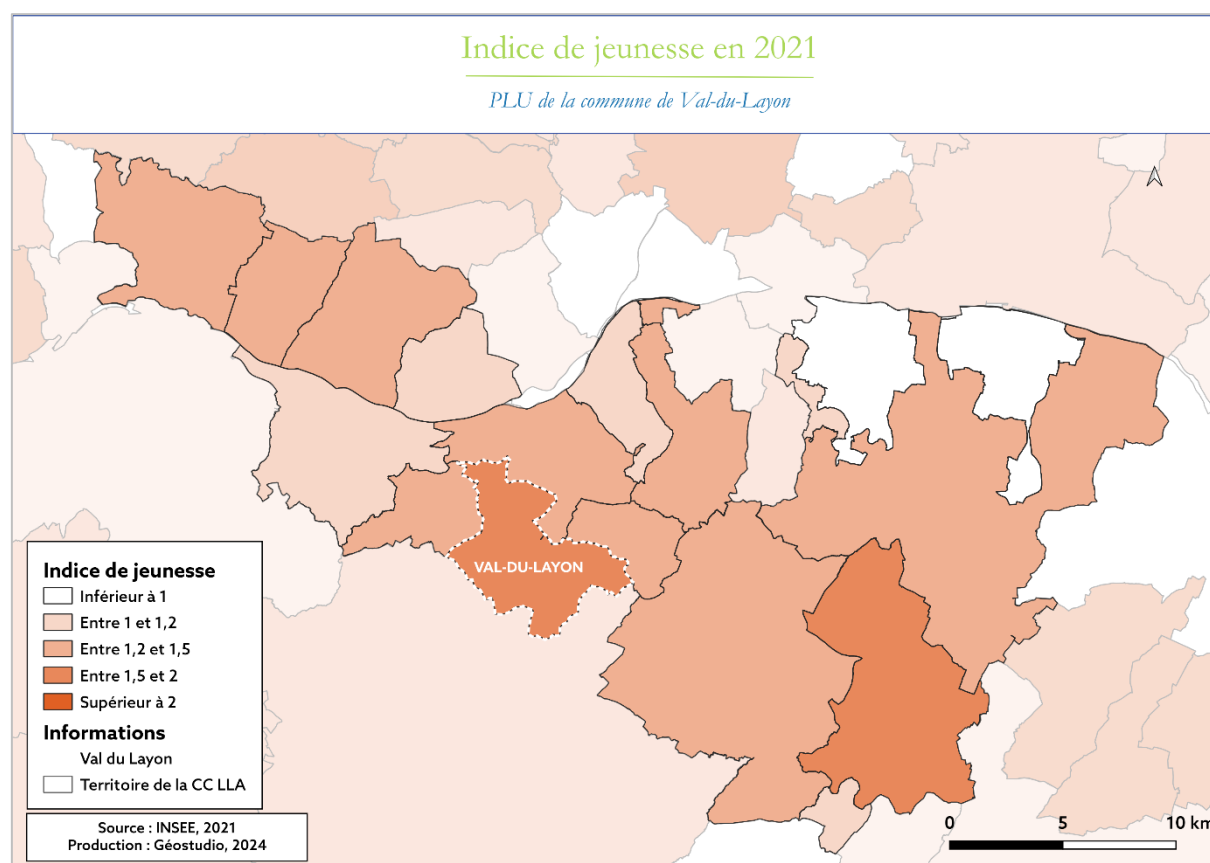 Indice de jeunesse en 2021
PLU de la commune de Val-du-Layon
VAL-DU-LAYON
Indice de jeunesse
Inférieur à 1
Entre 1 et 1,2
Entre 1,2 et 1,5
Entre 1,5 et 2
Supérieur à 2
Informations
Val du Layon
Territoire de la CC LLA
Source : INSEE, 2021
Production : Géostudio, 2024
0 5 10 km